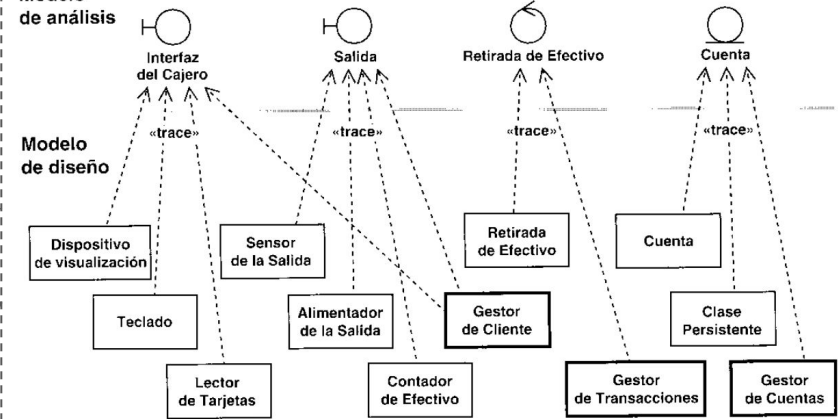 Modelo
de análisis
Interfaz
del Cajero
Salida
Retirada de Efectivo
Cuenta
«trace»
«trace»
«trace»
«trace»
Modelo
de diseño
Dispositivo
de visualización
Sensor
de la Salida
Retirada
de Efectivo
Cuenta
Teclado
Alimentador
de la Salida
Gestor
de Cliente
Clase
Persistente
Lector
de Tarjetas
Contador
de Efectivo
Gestor
de Transacciones
Gestor
de Cuentas